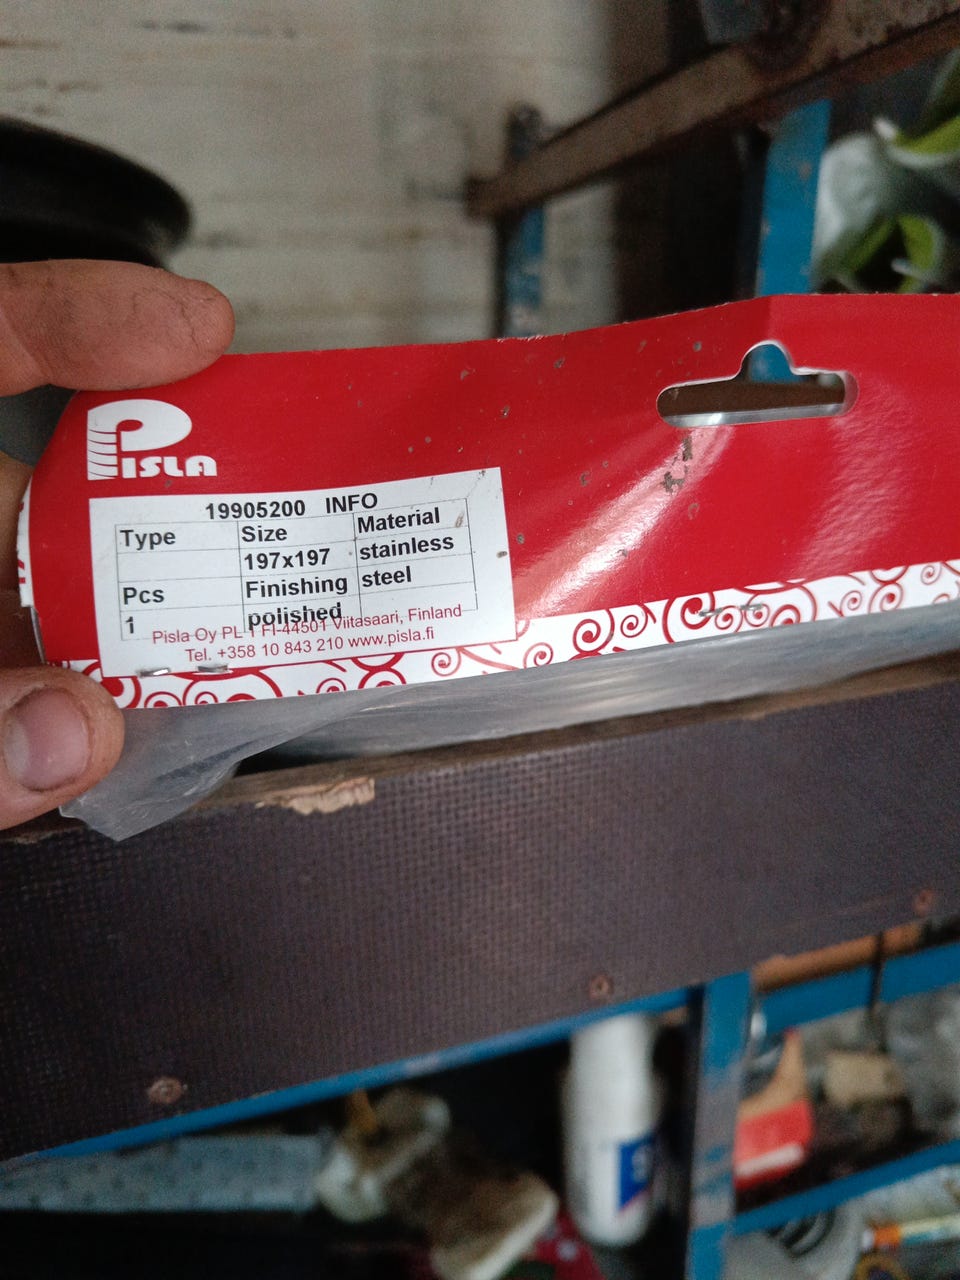 PISLA
19905200 INFO
Type Size Material
197x197 stainless
Pcs Finishing steel
1 polished
Pisla Oy PL 1 FI-44501 Viitasaari, Finland
Tel. +358 10 843 210 www.pisla.fi